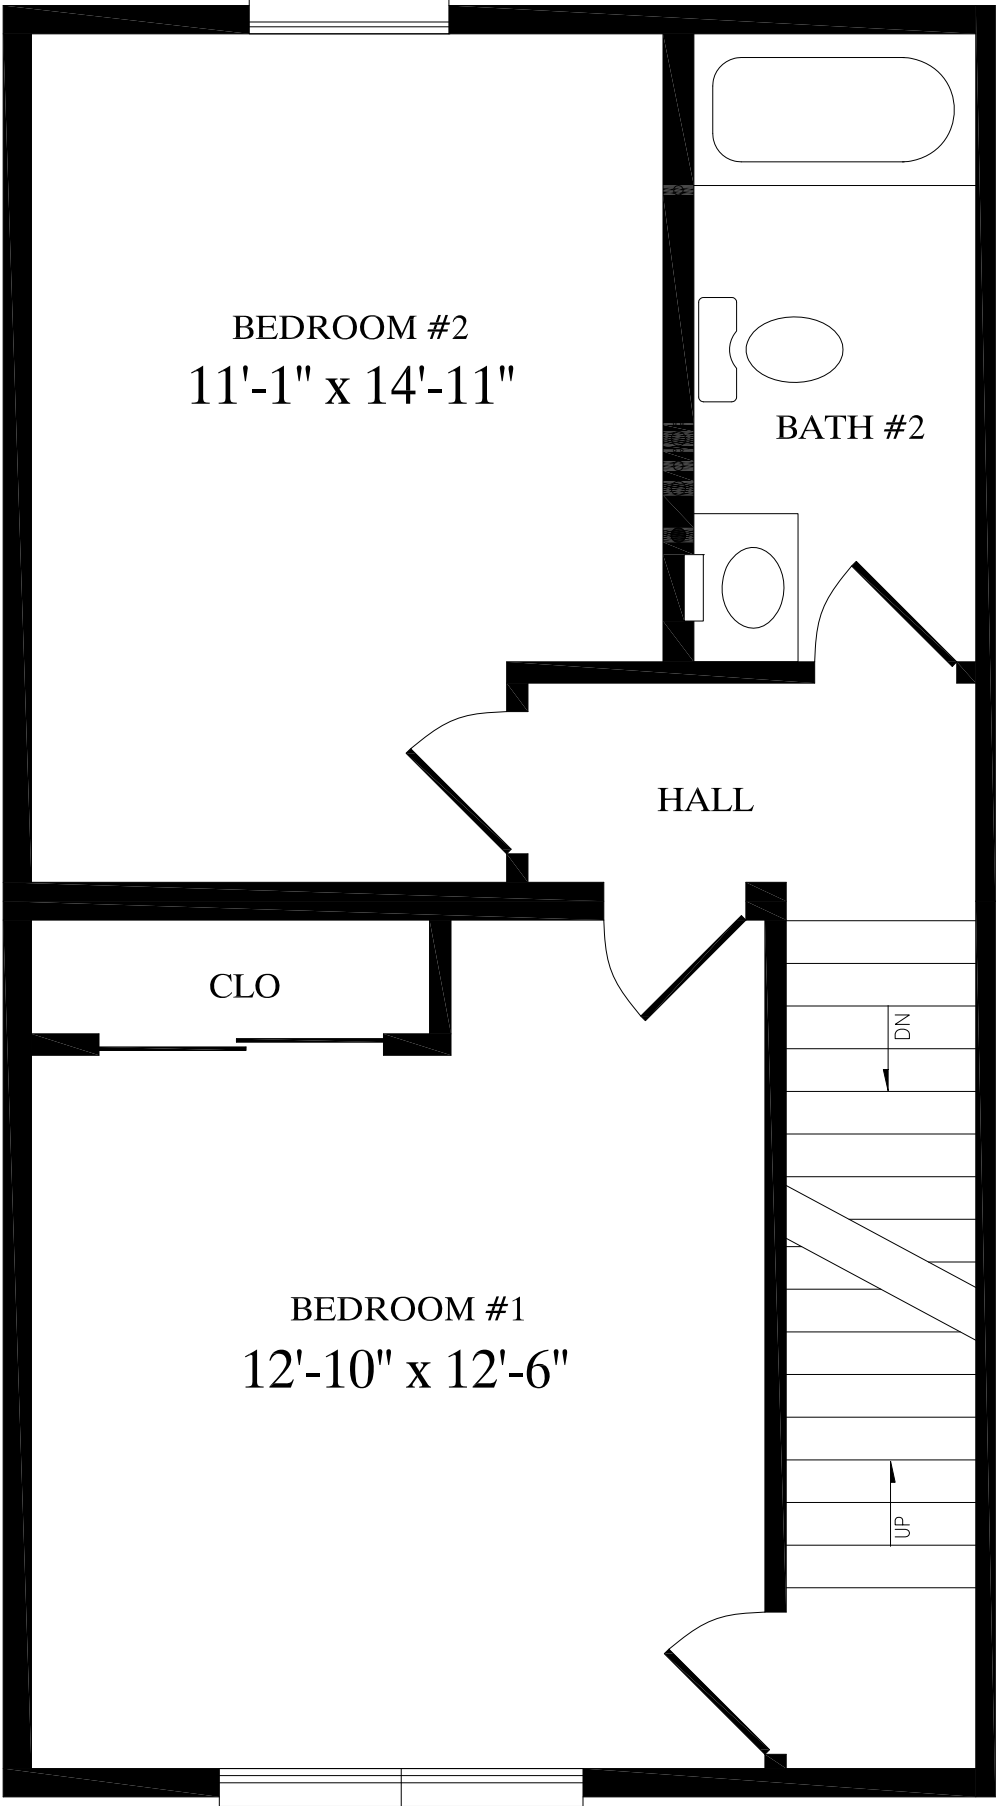 BEDROOM #2
11'-1" x 14'-11"
BATH #2
HALL
CLO
DN
BEDROOM #1
12'-10" x 12'-6"
UP